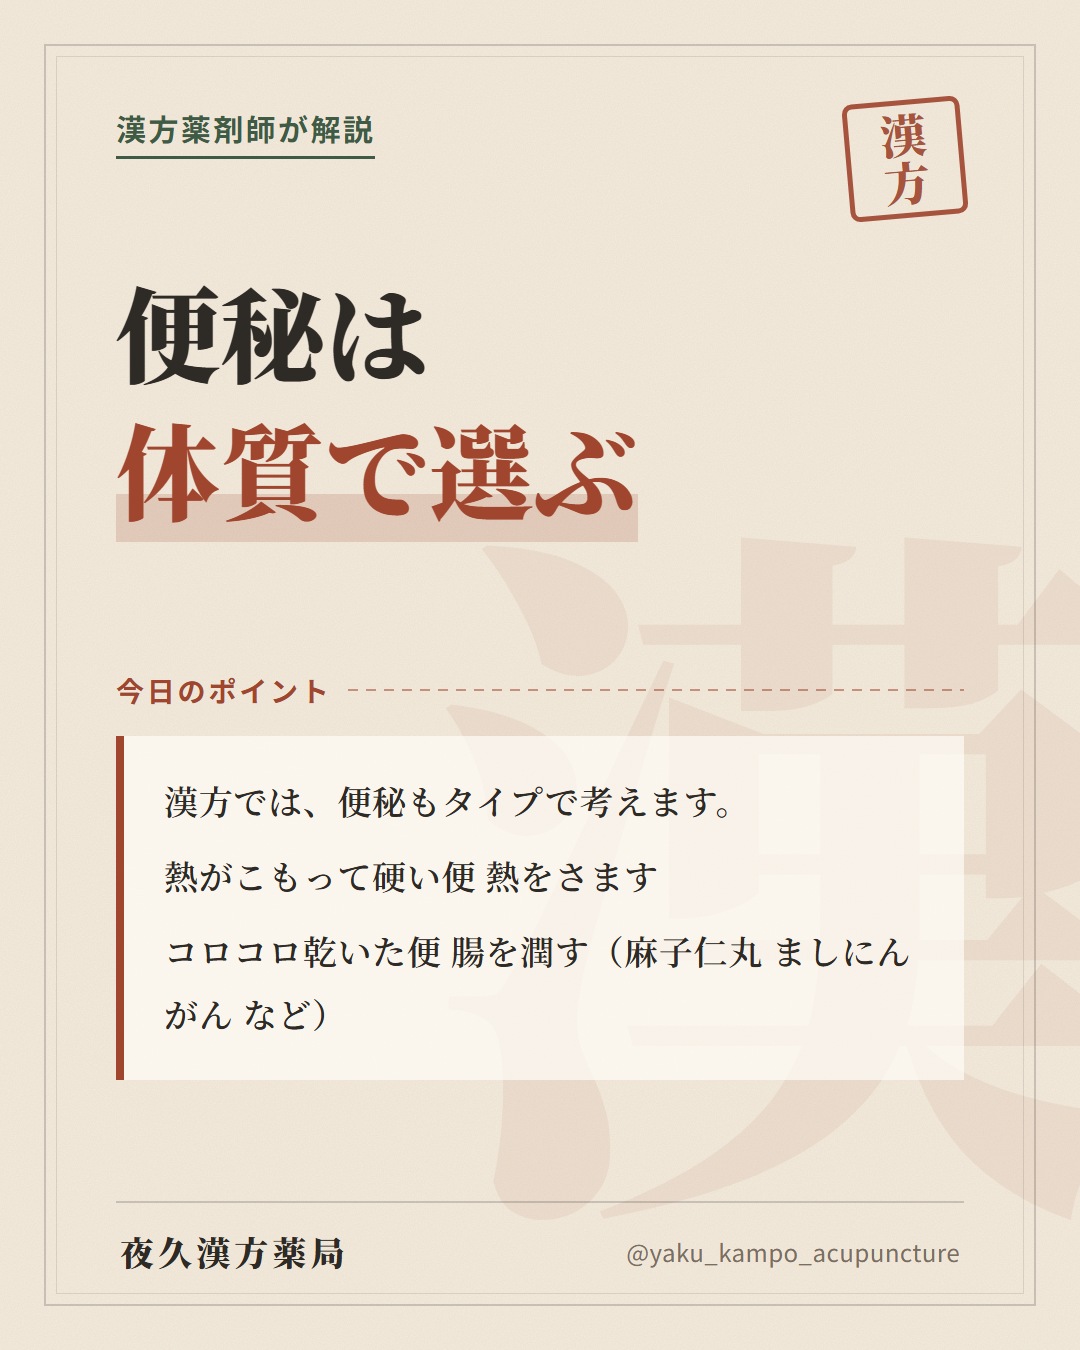 漢方薬剤師が解説
漢方
便秘は
体質で選ぶ
今日のポイント
漢方では、便秘もタイプで考えます。
熱がこもって硬い便 熱をさます
コロコロ乾いた便 腸を潤す（麻子仁丸 ましにん
がん など）
夜久漢方薬局
@yaku_kampo_acupuncture
漢